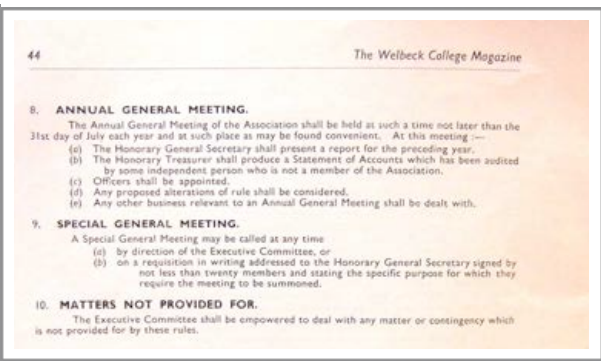 44 The Welbeck College Magazine
8. ANNUAL GENERAL MEETING.
The Annual General Meeting of the Association shall be held at such a time not later than the
31st day of July each year and at such place as may be found convenient. At this meeting :—
(a) The Honorary General Secretary shall present a report for the preceding year.
(b) The Honorary Treasurer shall produce a Statement of Accounts which has been audited
by some independent person who is not a member of the Association.
(c) Officers shall be appointed.
(d) Any proposed alterations of rule shall be considered.
(e) Any other business relevant to an Annual General Meeting shall be dealt with.
9. SPECIAL GENERAL MEETING.
A Special General Meeting may be called at any time
(a) by direction of the Executive Committee, or
(b) on a requisition in writing addressed to the Honorary General Secretary signed by
not less than twenty members and stating the specific purpose for which they
require the meeting to be summoned.
10. MATTERS NOT PROVIDED FOR.
The Executive Committee shall be empowered to deal with any matter or contingency which
is not provided for by these rules.